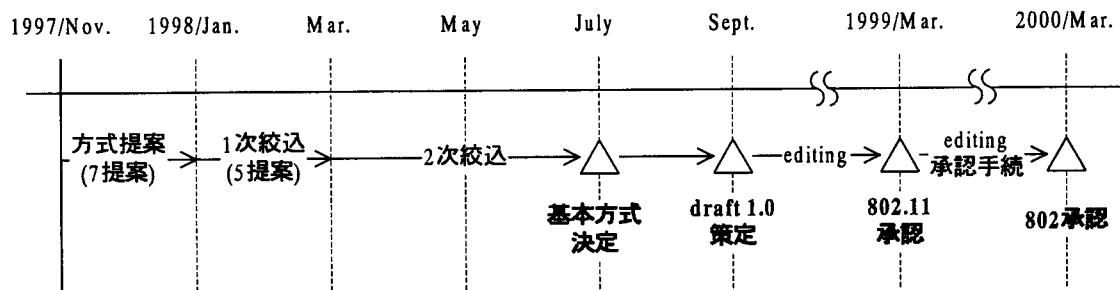 1997/Nov. 1998/Jan. Mar. May July Sept. 1999/Mar. 2000/Mar.
方式提案
(7提案)
1次絞込
(5提案)
2次絞込
editing
editing
承認手続
基本方式
決定
draft 1.0
策定
802.11
承認
802承認